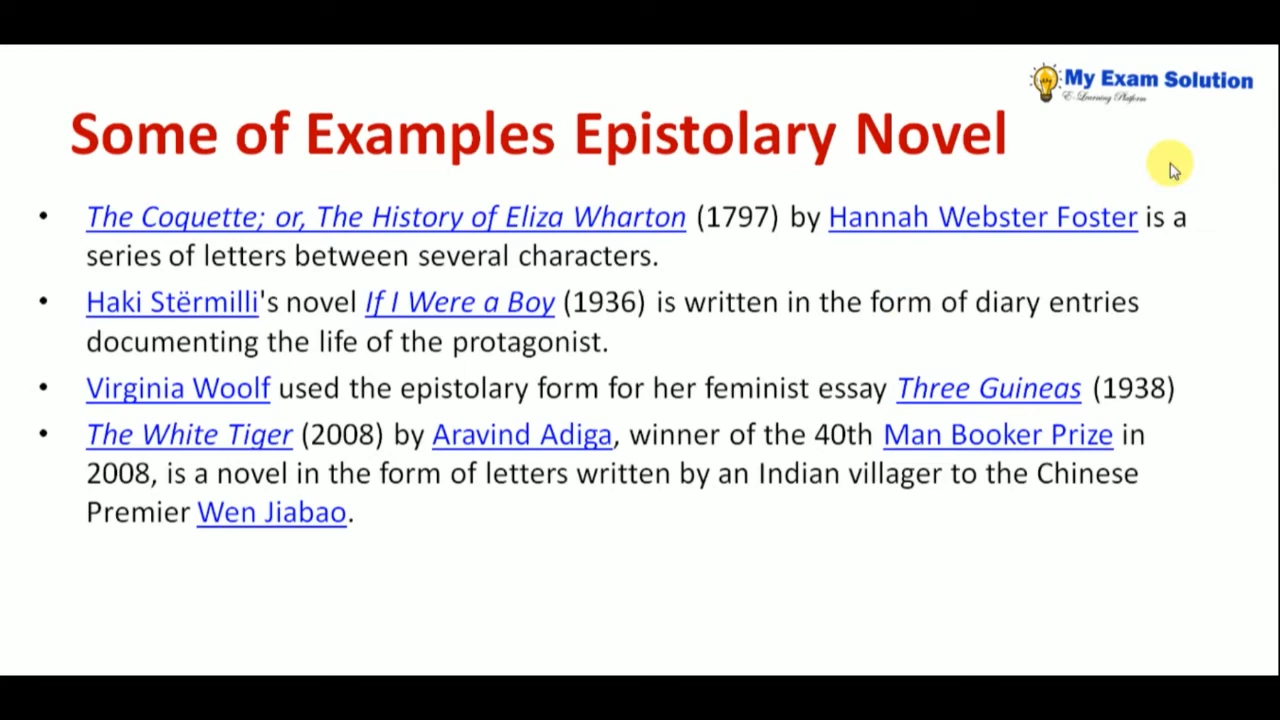 My Exam Solution
E-Learning Platform
Some of Examples Epistolary Novel
• The Coquette; or, The History of Eliza Wharton (1797) by Hannah Webster Foster is a
series of letters between several characters.
• Haki Stërmilli's novel If I Were a Boy (1936) is written in the form of diary entries
documenting the life of the protagonist.
• Virginia Woolf used the epistolary form for her feminist essay Three Guineas (1938)
• The White Tiger (2008) by Aravind Adiga, winner of the 40th Man Booker Prize in
2008, is a novel in the form of letters written by an Indian villager to the Chinese
Premier Wen Jiabao.